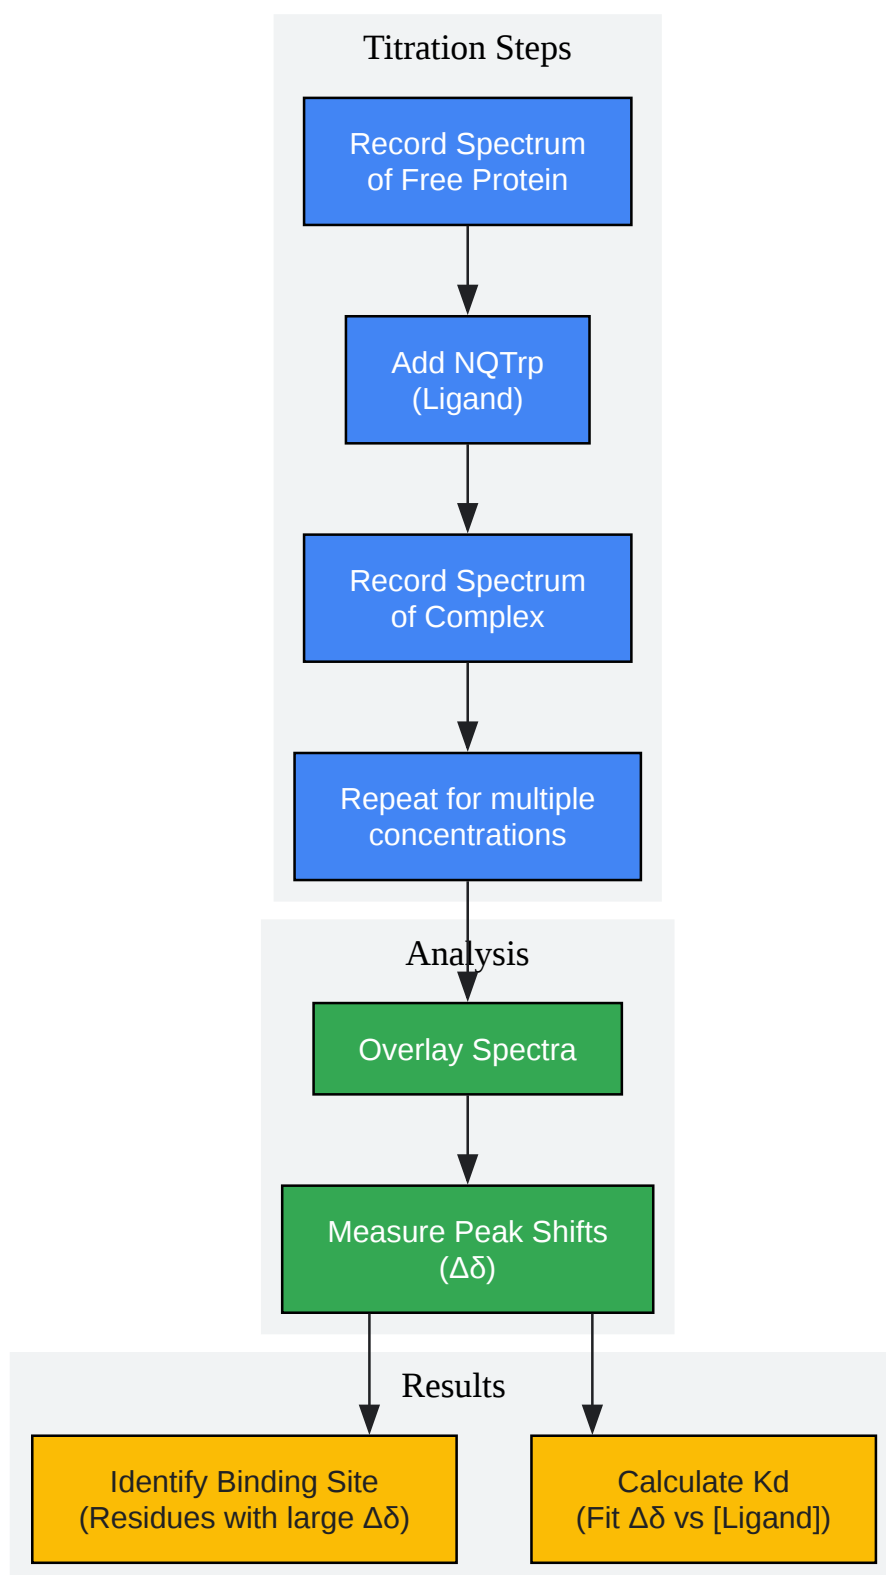 Titration Steps
Record Spectrum
of Free Protein
Add NQTrp
(Ligand)
Record Spectrum
of Complex
Repeat for multiple
concentrations
Analysis
Overlay Spectra
Measure Peak Shifts
(Δδ)
Results
Identify Binding Site
(Residues with large Δδ)
Calculate Kd
(Fit Δδ vs [Ligand])